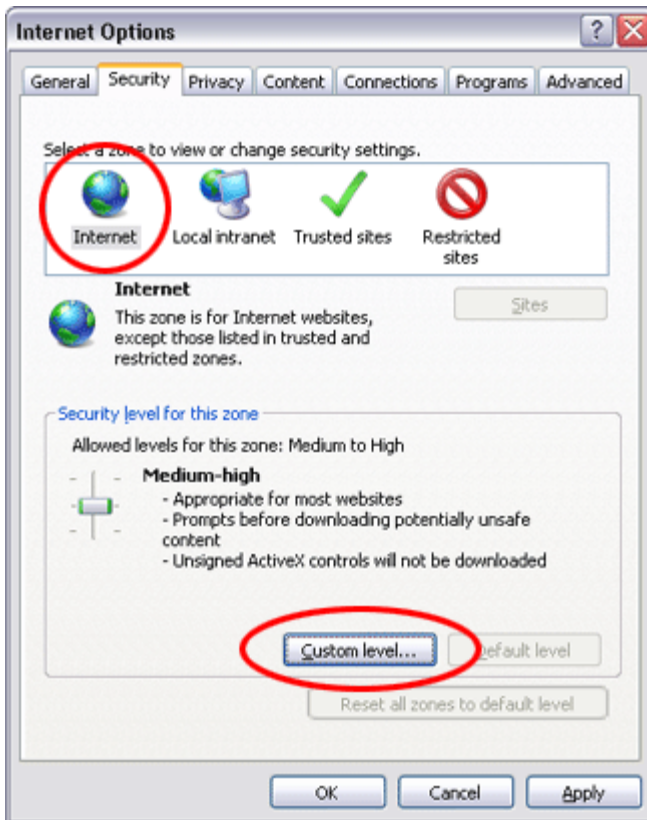 Internet Options
General Security Privacy Content Connections Programs Advanced
Select a zone to view or change security settings.
Internet Local intranet Trusted sites Restricted
sites
Internet
This zone is for Internet websites,
except those listed in trusted and
restricted zones.
Sites
Security level for this zone
Allowed levels for this zone: Medium to High
Medium-high
- Appropriate for most websites
- Prompts before downloading potentially unsafe
content
- Unsigned ActiveX controls will not be downloaded
Custom level... Default level
Reset all zones to default level
OK Cancel Apply